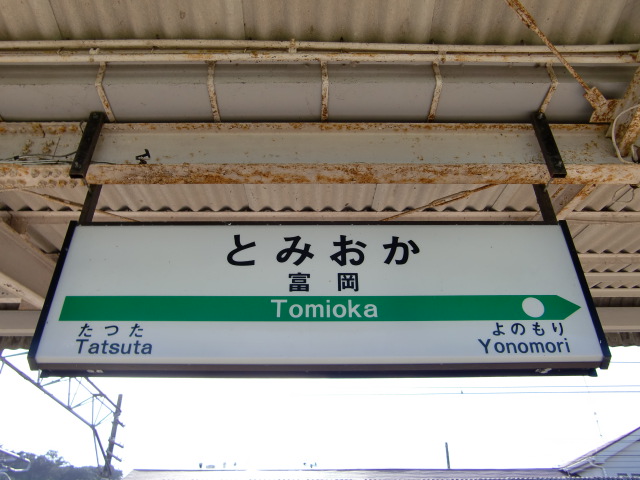 とみおか
富岡
Tomioka
たつた
Tatsuta
よのもり
Yonomori